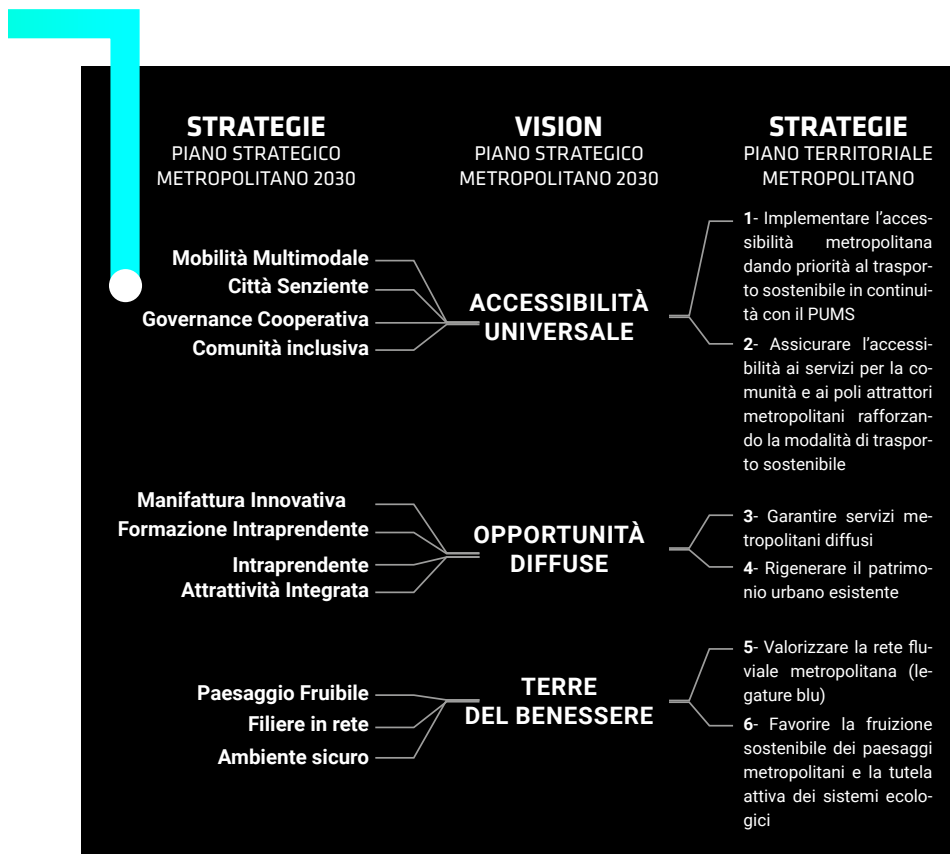 STRATEGIE
PIANO STRATEGICO
METROPOLITANO 2030
VISION
PIANO STRATEGICO
METROPOLITANO 2030
STRATEGIE
PIANO TERRITORIALE
METROPOLITANO
Mobilità Multimodale
Città Senziente
Governance Cooperativa
Comunità inclusiva
ACCESSIBILITÀ
UNIVERSALE
1- Implementare l’acces-
sibilità metropolitana
dando priorità al traspor-
to sostenibile in continui-
tà con il PUMS
2- Assicurare l’accessi-
bilità ai servizi per la co-
munità e ai poli attrattori
metropolitani rafforzan-
do la modalità di traspor-
to sostenibile
Manifattura Innovativa
Formazione Intraprendente
Intraprendente
Attrattività Integrata
OPPORTUNITÀ
DIFFUSE
3- Garantire servizi me-
tropolitani diffusi
4- Rigenerare il patrimo-
nio urbano esistente
Paesaggio Fruibile
Filiere in rete
Ambiente sicuro
TERRE
DEL BENESSERE
5- Valorizzare la rete flu-
viale metropolitana (le-
gature blu)
6- Favorire la fruizione
sostenibile dei paesaggi
metropolitani e la tutela
attiva dei sistemi ecolo-
gici